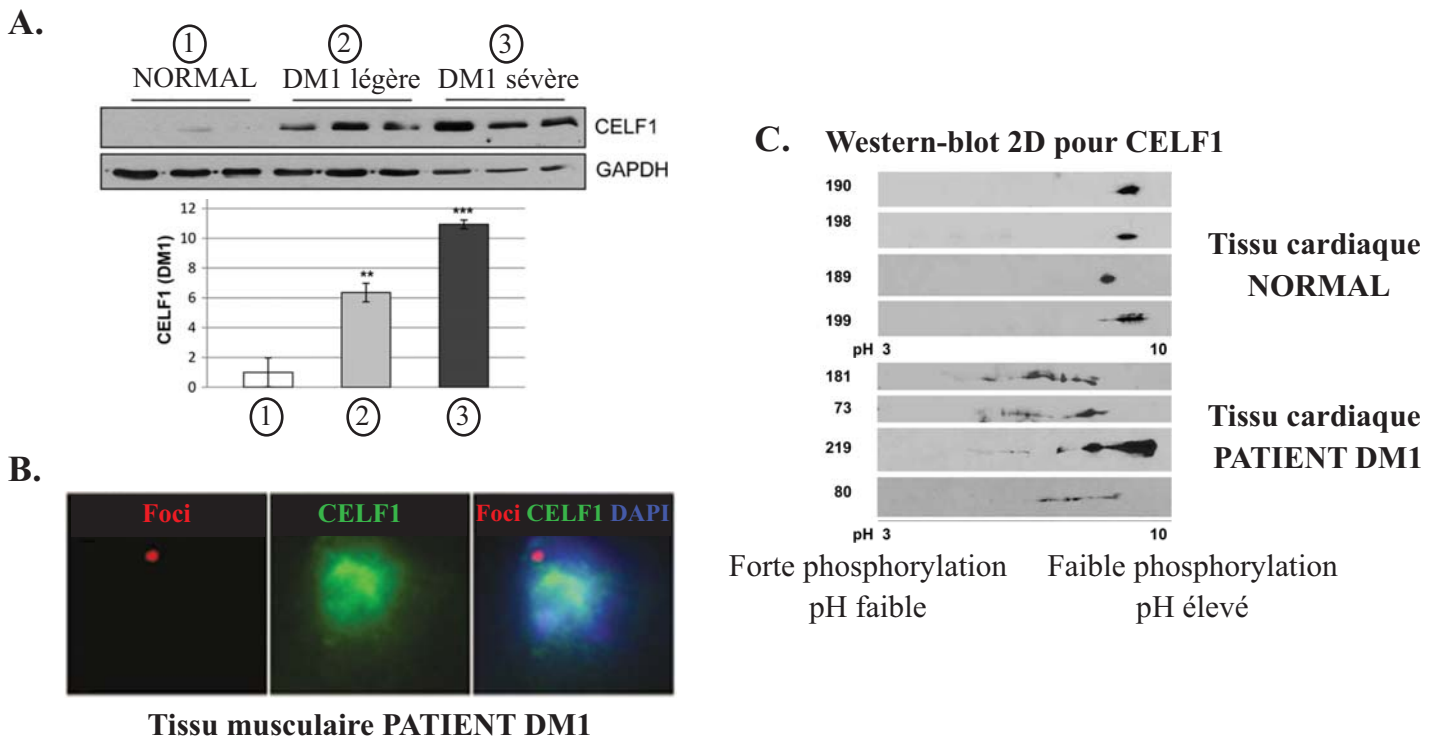 A.
1 2 3
NORMAL DM1 légère DM1 sévère
CELF1
GAPDH
12
10
8
6
4
2
0
CELF1 (DM1)
** ***
1 2 3
B.
Foci CELF1 Foci CELF1 DAPI
Tissu musculaire PATIENT DM1
C. Western-blot 2D pour CELF1
190
198
189
199
pH 3 10
Tissu cardiaque
NORMAL
181
73
219
80
pH 3 10
Tissu cardiaque
PATIENT DM1
Forte phosphorylation Faible phosphorylation
pH faible pH élevé